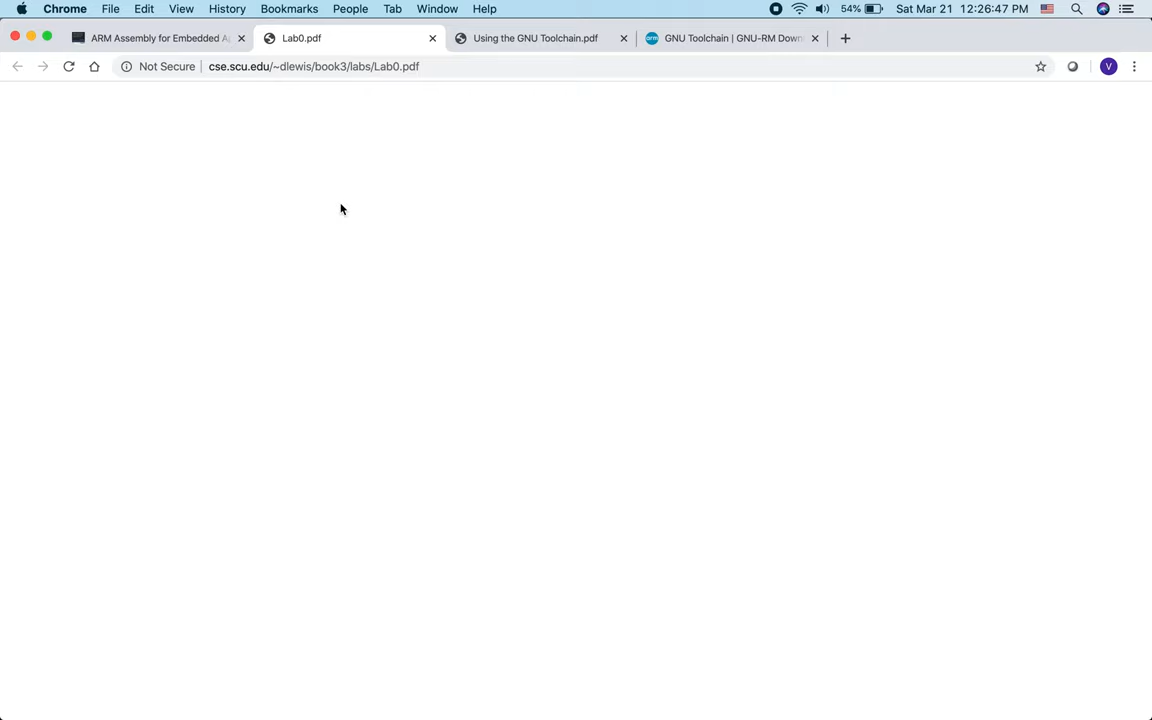 Chrome File Edit View History Bookmarks People Tab Window Help 54% Sat Mar 21 12:26:47 PM
ARM Assembly for Embedded A Lab0.pdf Using the GNU Toolchain.pdf arm GNU Toolchain | GNU-RM Down
Not Secure cse.scu.edu/~dlewis/book3/labs/Lab0.pdf V